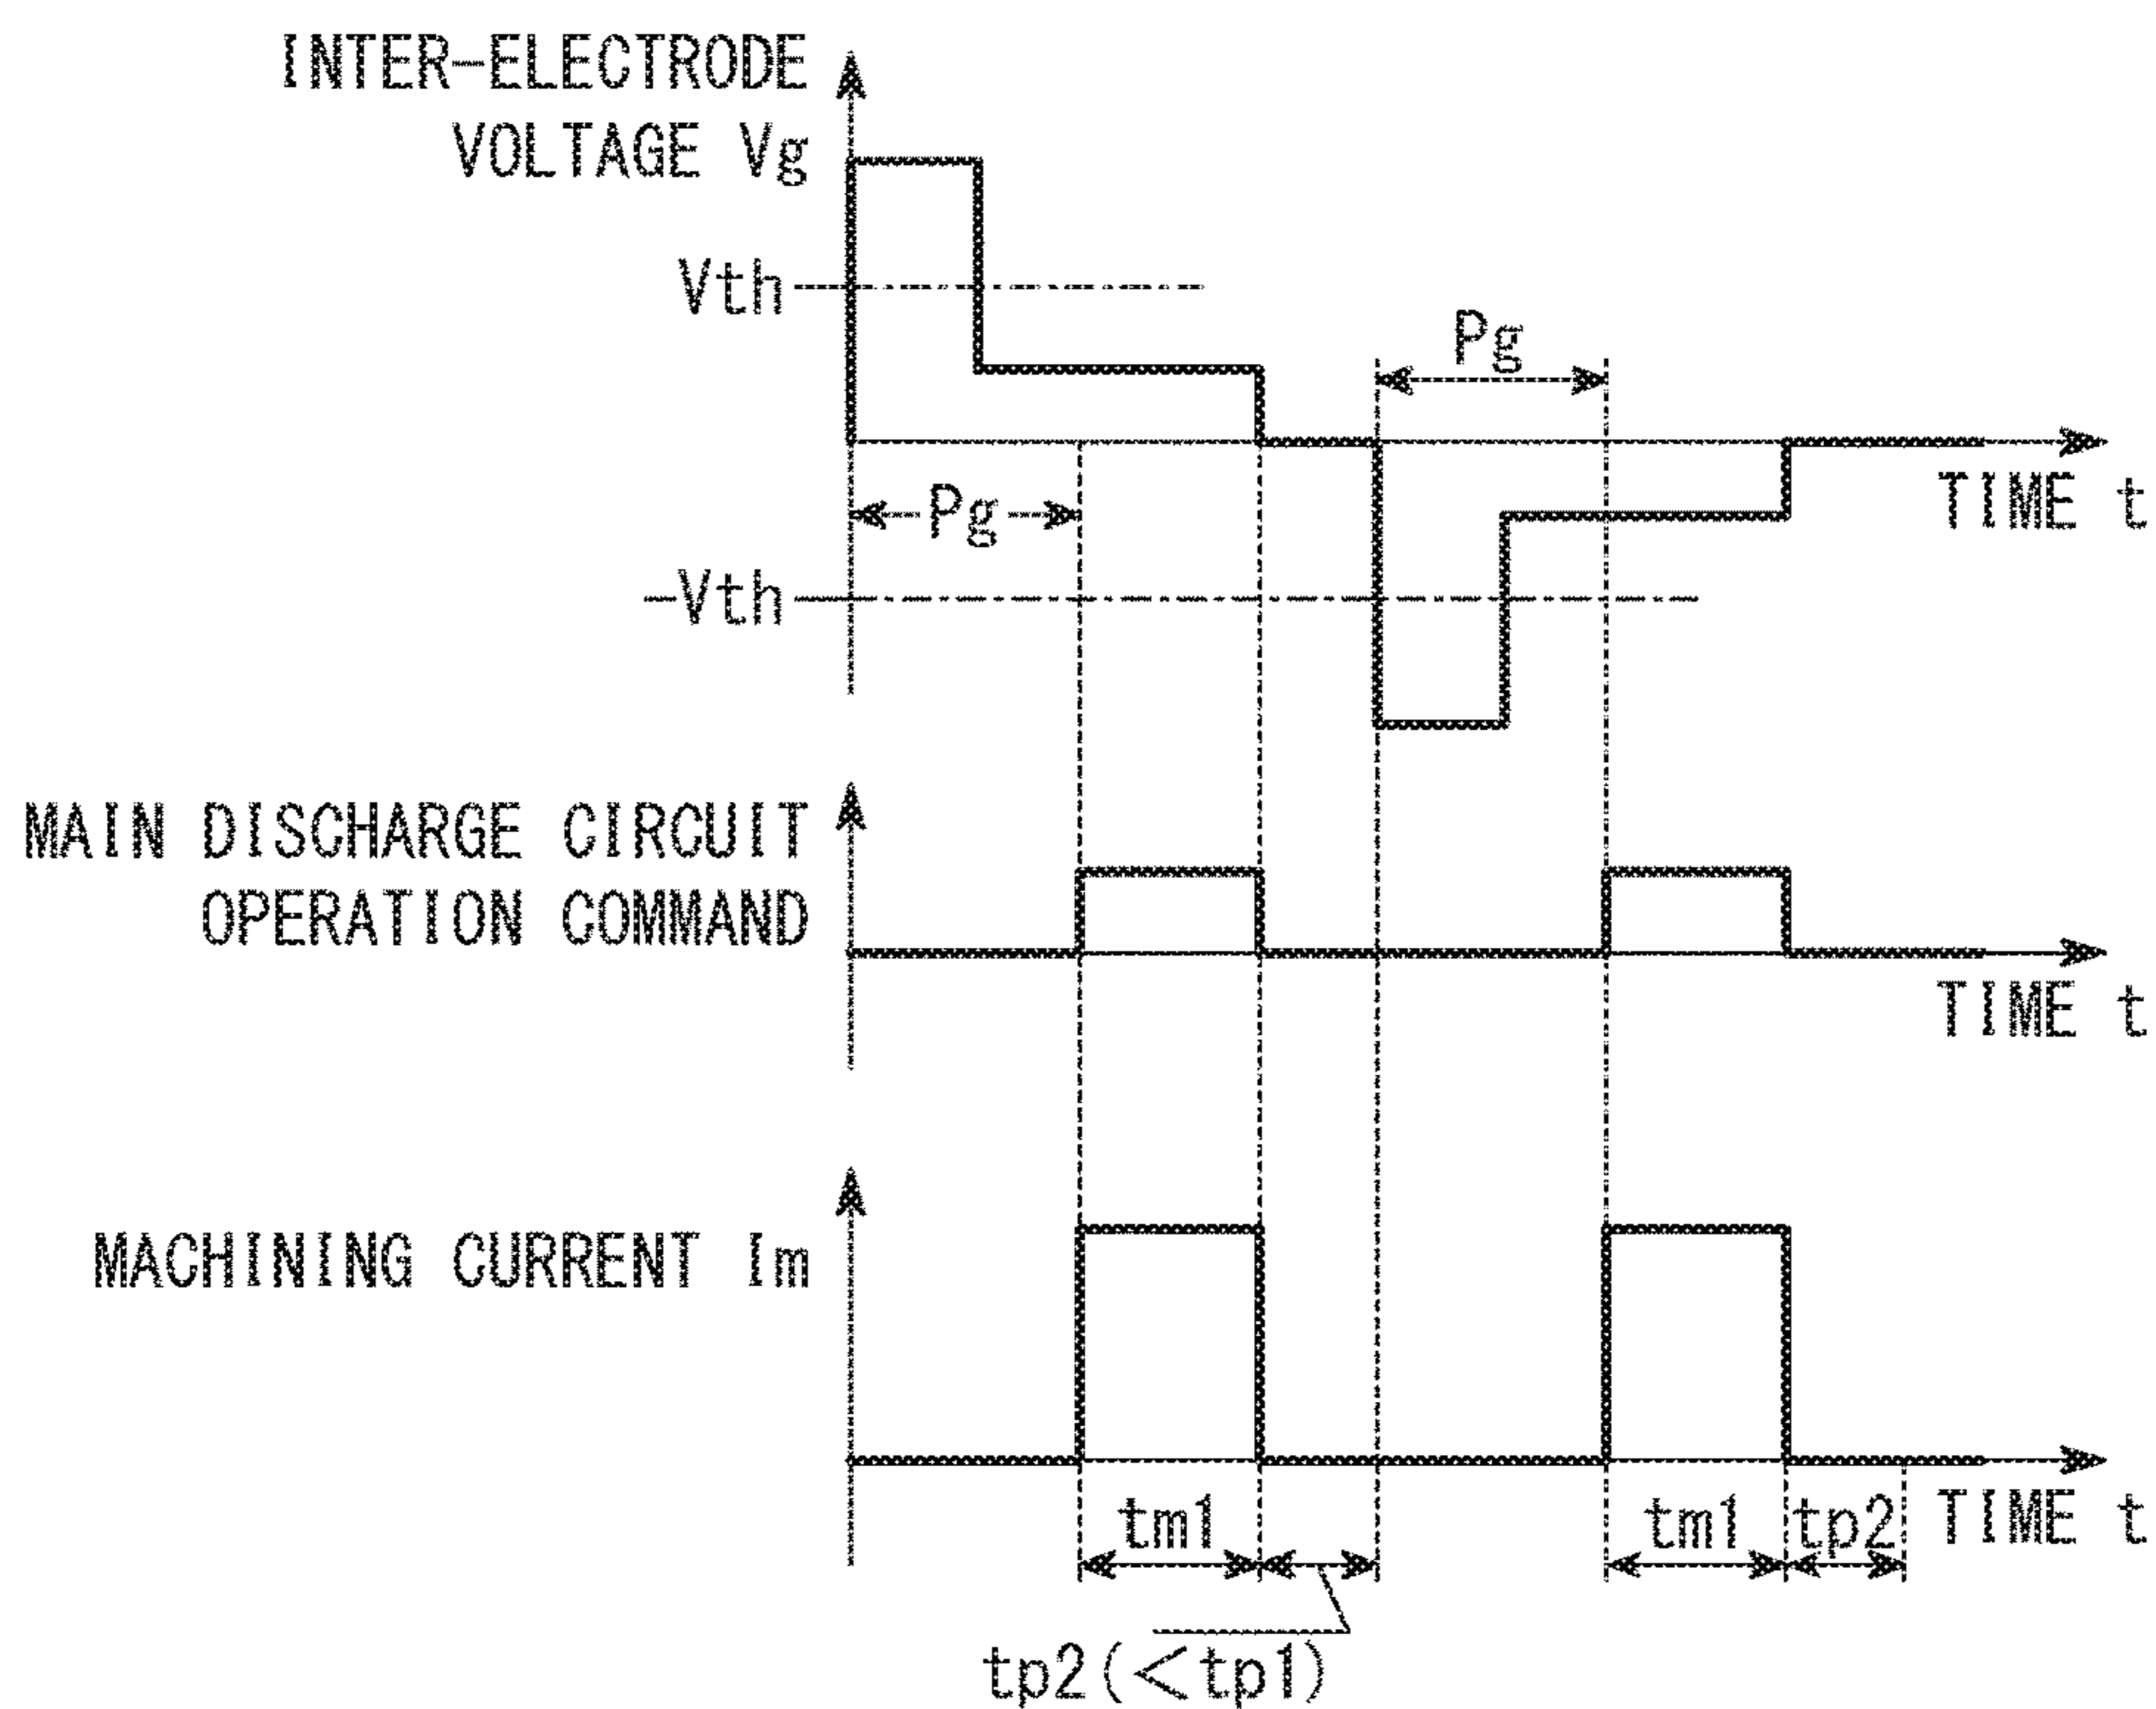 INTER-ELECTRODE
VOLTAGE Vg
Vth
Pg
TIME t
Pg
-Vth
MAIN DISCHARGE CIRCUIT
OPERATION COMMAND
TIME t
MACHINING CURRENT Im
TIME t
tm1
tm1
tp2
tp2(<tp1)